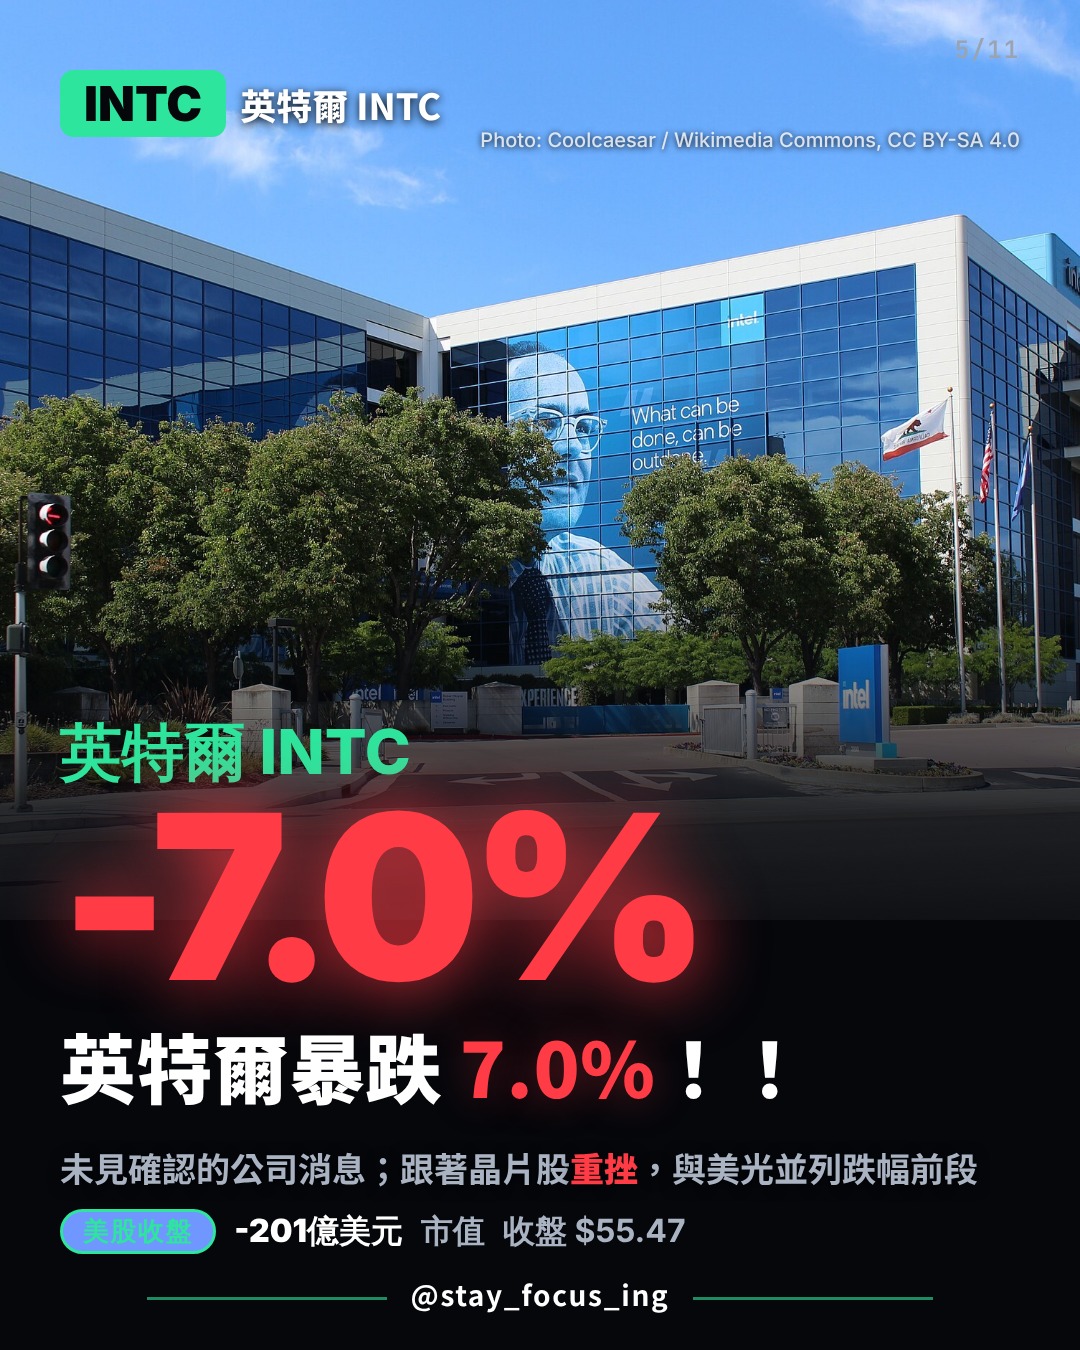 5/11
INTC 英特爾 INTC
Photo: Coolcaesar / Wikimedia Commons, CC BY-SA 4.0
intel
What can be
done, can be
outdone.
intel intel
EXPERIENCE
intel
英特爾 INTC
-7.0%
英特爾暴跌 7.0%！！
未見確認的公司消息；跟著晶片股重挫，與美光並列跌幅前段
美股收盤 -201億美元 市值 收盤 $55.47
@stay_focus_ing